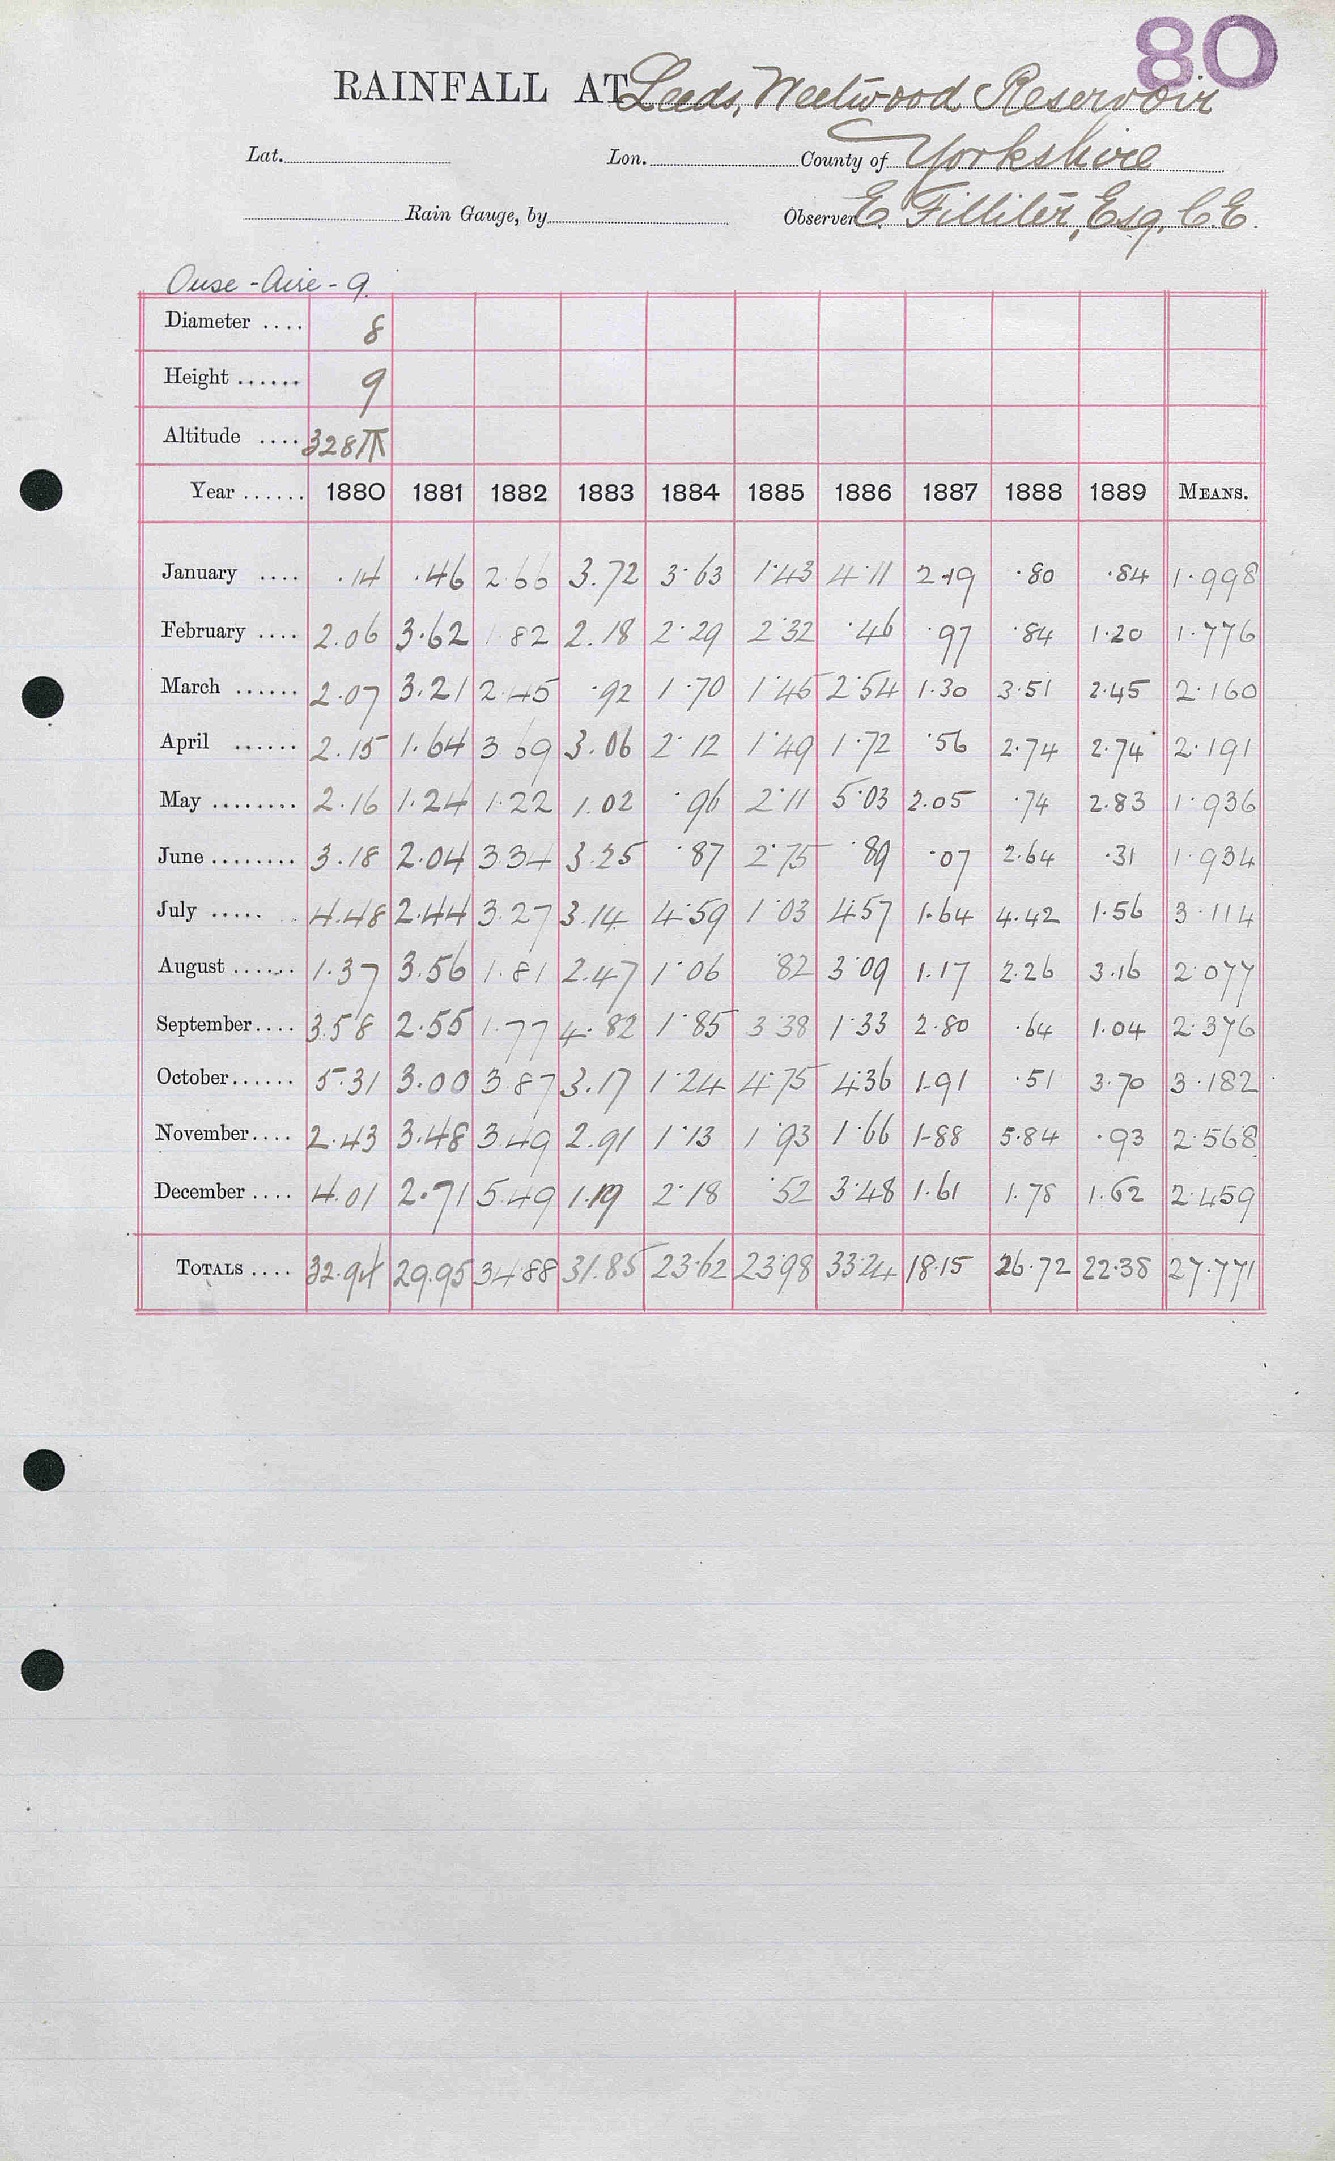 80
RAINFALL AT Leeds, Weetwood Reservoir
Lat. Lon. County of Yorkshire
Rain Gauge, by Observer E. Filliter, Esq, C.E.
Ouse - Aire - 9.
Diameter .... 8
Height ...... 9
Altitude .... 328
Year ...... 1880 1881 1882 1883 1884 1885 1886 1887 1888 1889 MEANS.
January .... .14 .46 2.66 3.72 3.63 1.43 4.11 2.19 .80 .84 1.998
February .... 2.06 3.62 1.82 2.18 2.29 2.32 .46 .97 .84 1.20 1.776
March ...... 2.07 3.21 2.45 .92 1.70 1.45 2.54 1.30 3.51 2.45 2.160
April ...... 2.15 1.64 3.69 3.06 2.12 1.49 1.72 .56 2.74 2.74 2.191
May ........ 2.16 1.24 1.22 1.02 .96 2.11 5.03 2.05 .74 2.83 1.936
June ........ 3.18 2.04 3.34 3.25 .87 2.75 .89 .07 2.64 .31 1.934
July ..... 4.48 2.44 3.27 3.14 4.59 1.03 4.57 1.64 4.42 1.56 3.114
August ...... 1.37 3.56 1.81 2.47 1.06 .82 3.09 1.17 2.26 3.16 2.077
September.... 3.58 2.55 1.77 4.82 1.85 3.38 1.33 2.80 .64 1.04 2.376
October...... 5.31 3.00 3.87 3.17 1.24 4.75 4.36 1.91 .51 3.70 3.182
November.... 2.43 3.48 3.49 2.91 1.13 1.93 1.66 1.88 5.84 .93 2.568
December .... 4.01 2.71 5.49 1.19 2.18 .52 3.48 1.61 1.78 1.62 2.459
TOTALS .... 32.94 29.95 34.88 31.85 23.62 23.98 33.24 18.15 26.72 22.38 27.771